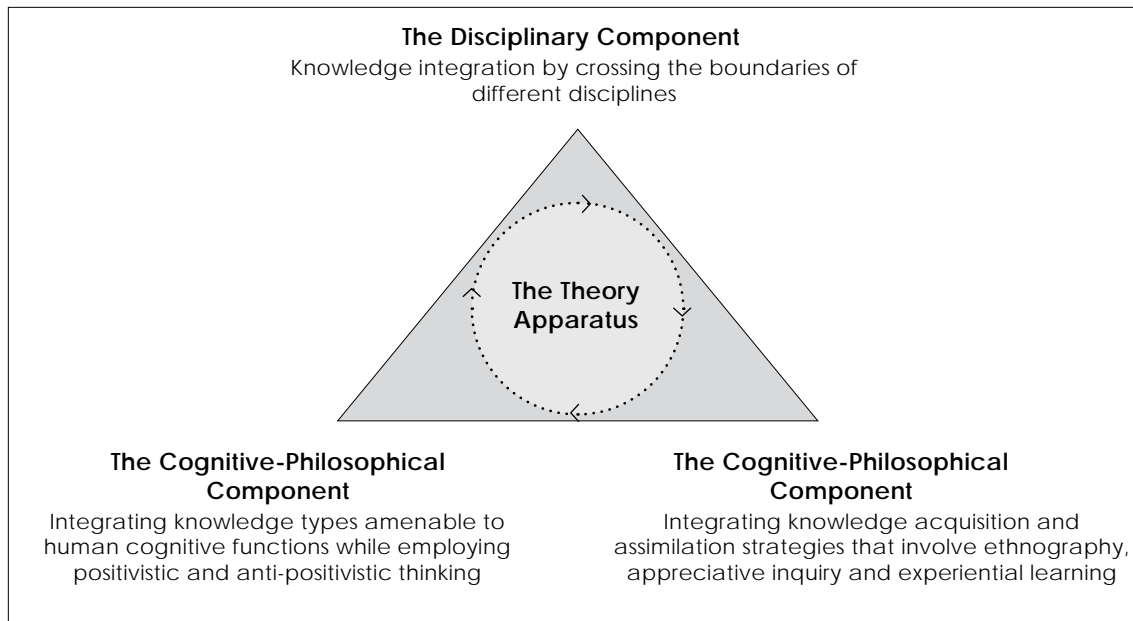 The Disciplinary Component
Knowledge integration by crossing the boundaries of
different disciplines
The Theory
Apparatus
The Cognitive-Philosophical
Component
Integrating knowledge types amenable to
human cognitive functions while employing
positivistic and anti-positivistic thinking
The Cognitive-Philosophical
Component
Integrating knowledge acquisition and
assimilation strategies that involve ethnography,
appreciative inquiry and experiential learning